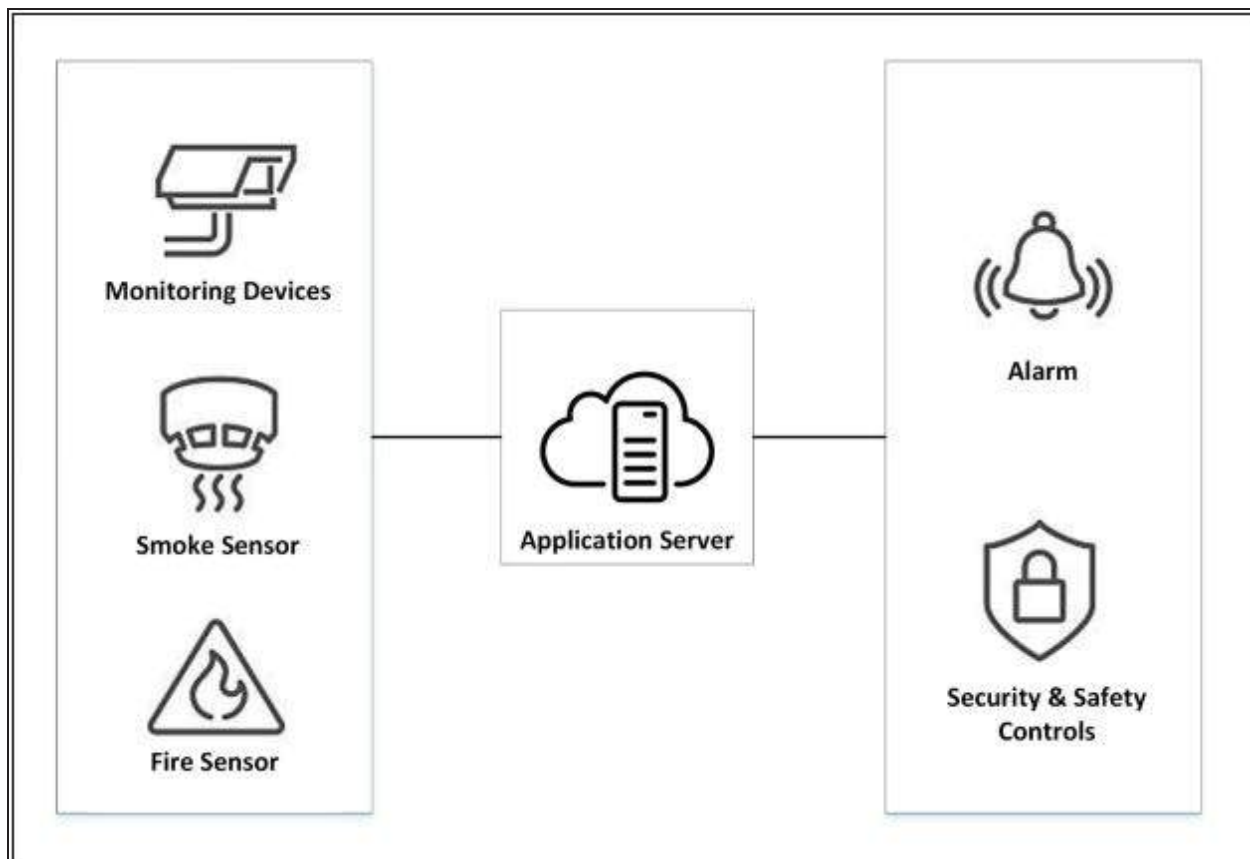 Monitoring Devices
Smoke Sensor
Fire Sensor
Application Server
Alarm
Security & Safety
Controls